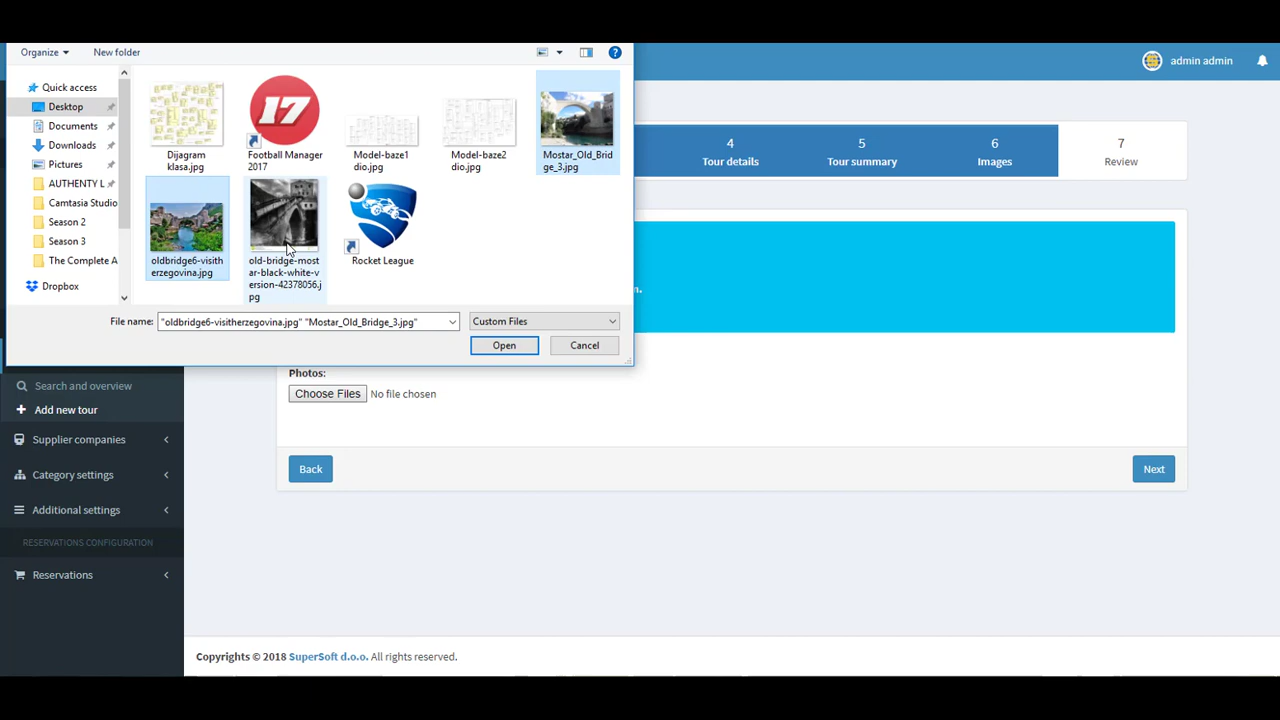 Organize
New folder
admin admin
Quick access
Desktop
Documents
Downloads
Pictures
AUTHENTY L
Camtasia Studio
Season 2
Season 3
The Complete A
Dropbox
17
Dijagram
klasa.jpg
Football Manager
2017
Model-baze1
dio.jpg
Model-baze2
dio.jpg
Mostar_Old_Brid
ge_3.jpg
oldbridge6-visith
erzegovina.jpg
old-bridge-most
ar-black-white-v
ersion-42378056.j
pg
Rocket League
File name:
"oldbridge6-visitherzegovina.jpg" "Mostar_Old_Bridge_3.jpg"
Custom Files
Open
Cancel
4
Tour details
5
Tour summary
6
Images
7
Review
Photos:
Choose Files
No file chosen
Back
Next
Search and overview
Add new tour
Supplier companies
Category settings
Additional settings
RESERVATIONS CONFIGURATION
Reservations
Copyrights © 2018 SuperSoft d.o.o. All rights reserved.